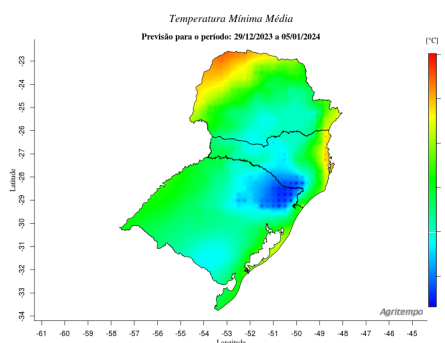 Temperatura Mínima Média
Previsão para o período: 29/12/2023 a 05/01/2024
[°C]
-23
-24
-25
-26
-27
-28
-29
-30
-31
-32
-33
-34
Latitude
Agritempo
-61 -60 -59 -58 -57 -56 -55 -54 -53 -52 -51 -50 -49 -48 -47 -46 -45
Longitude